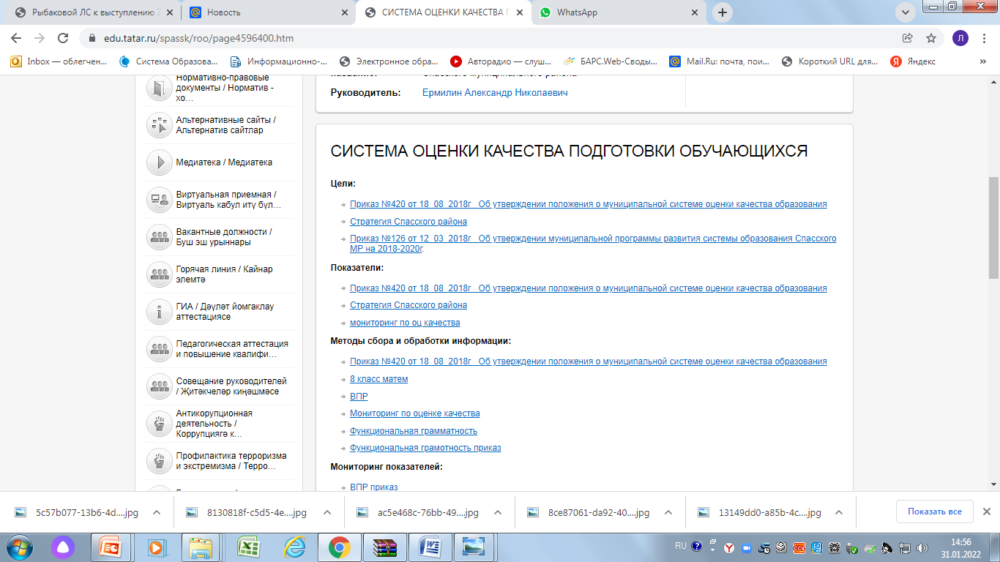 Рыбаковой ЛС к выступлению
Новость
СИСТЕМА ОЦЕНКИ КАЧЕСТВА
WhatsApp
edu.tatar.ru/spassk/roo/page4596400.htm
Л
Inbox — облегчен...
Система Образова...
Информационно-...
Электронное обра...
Авторадио — слуш...
БАРС.Web-Своды...
Mail.Ru: почта, пои...
Короткий URL для...
Яндекс
»
Нормативно-правовые
документы / Норматив -
хо...
Альтернативные сайты /
Альтернатив сайтлар
Медиатека / Медиатека
Виртуальная приемная /
Виртуаль кабул итү бүл...
Вакантные должности /
Буш эш урыннары
Горячая линия / Кайнар
элемтә
ГИА / Дәүләт йомгаклау
аттестациясе
Педагогическая аттестация
и повышение квалифи...
Совещание руководителей
/ Җитәкчеләр киңәшмәсе
Антикорупционная
деятельность /
Коррупциягә к...
Профилактика терроризма
и экстремизма / Терро...
Руководитель: Ермилин Александр Николаевич
СИСТЕМА ОЦЕНКИ КАЧЕСТВА ПОДГОТОВКИ ОБУЧАЮЩИХСЯ
Цели:
Приказ №420 от 18_08_2018г_ Об утверждении положения о муниципальной системе оценки качества образования
Стратегия Спасского района
Приказ №126 от 12_03_2018г_ Об утверждении муниципальной программы развития системы образования Спасского
МР на 2018-2020г.
Показатели:
Приказ №420 от 18_08_2018г_ Об утверждении положения о муниципальной системе оценки качества образования
Стратегия Спасского района
мониторинг по оц качества
Методы сбора и обработки информации:
Приказ №420 от 18_08_2018г_ Об утверждении положения о муниципальной системе оценки качества образования
8 класс матем
ВПР
Мониторинг по оценке качества
Функциональная грамматность
Функциональная грамотность приказ
Мониторинг показателей:
ВПР приказ
5c57b077-13b6-4d....jpg
8130818f-c5d5-4e....jpg
ac5e468c-76bb-49....jpg
8ce87061-da92-40....jpg
13149dd0-a85b-4c....jpg
Показать все
RU
14:56
31.01.2022